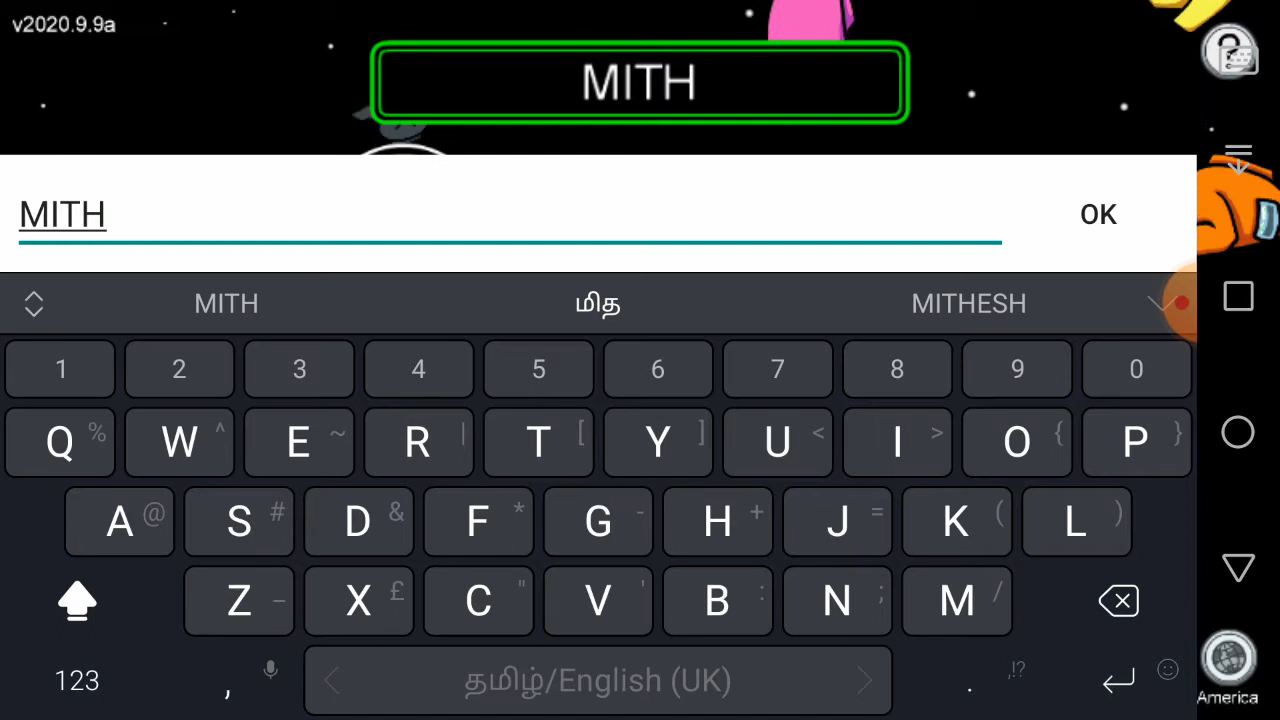 v2020.9.9a
MITH
MITH OK
MITH மித MITHESH
1 2 3 4 5 6 7 8 9 0
Q % W ^ E ~ R | T [ Y ] U < I > O { P }
A @ S # D & F * G - H + J = K ( L )
Z _ X £ C " V ' B : N ; M /
123 , தமிழ்/English (UK) . ,!?
America